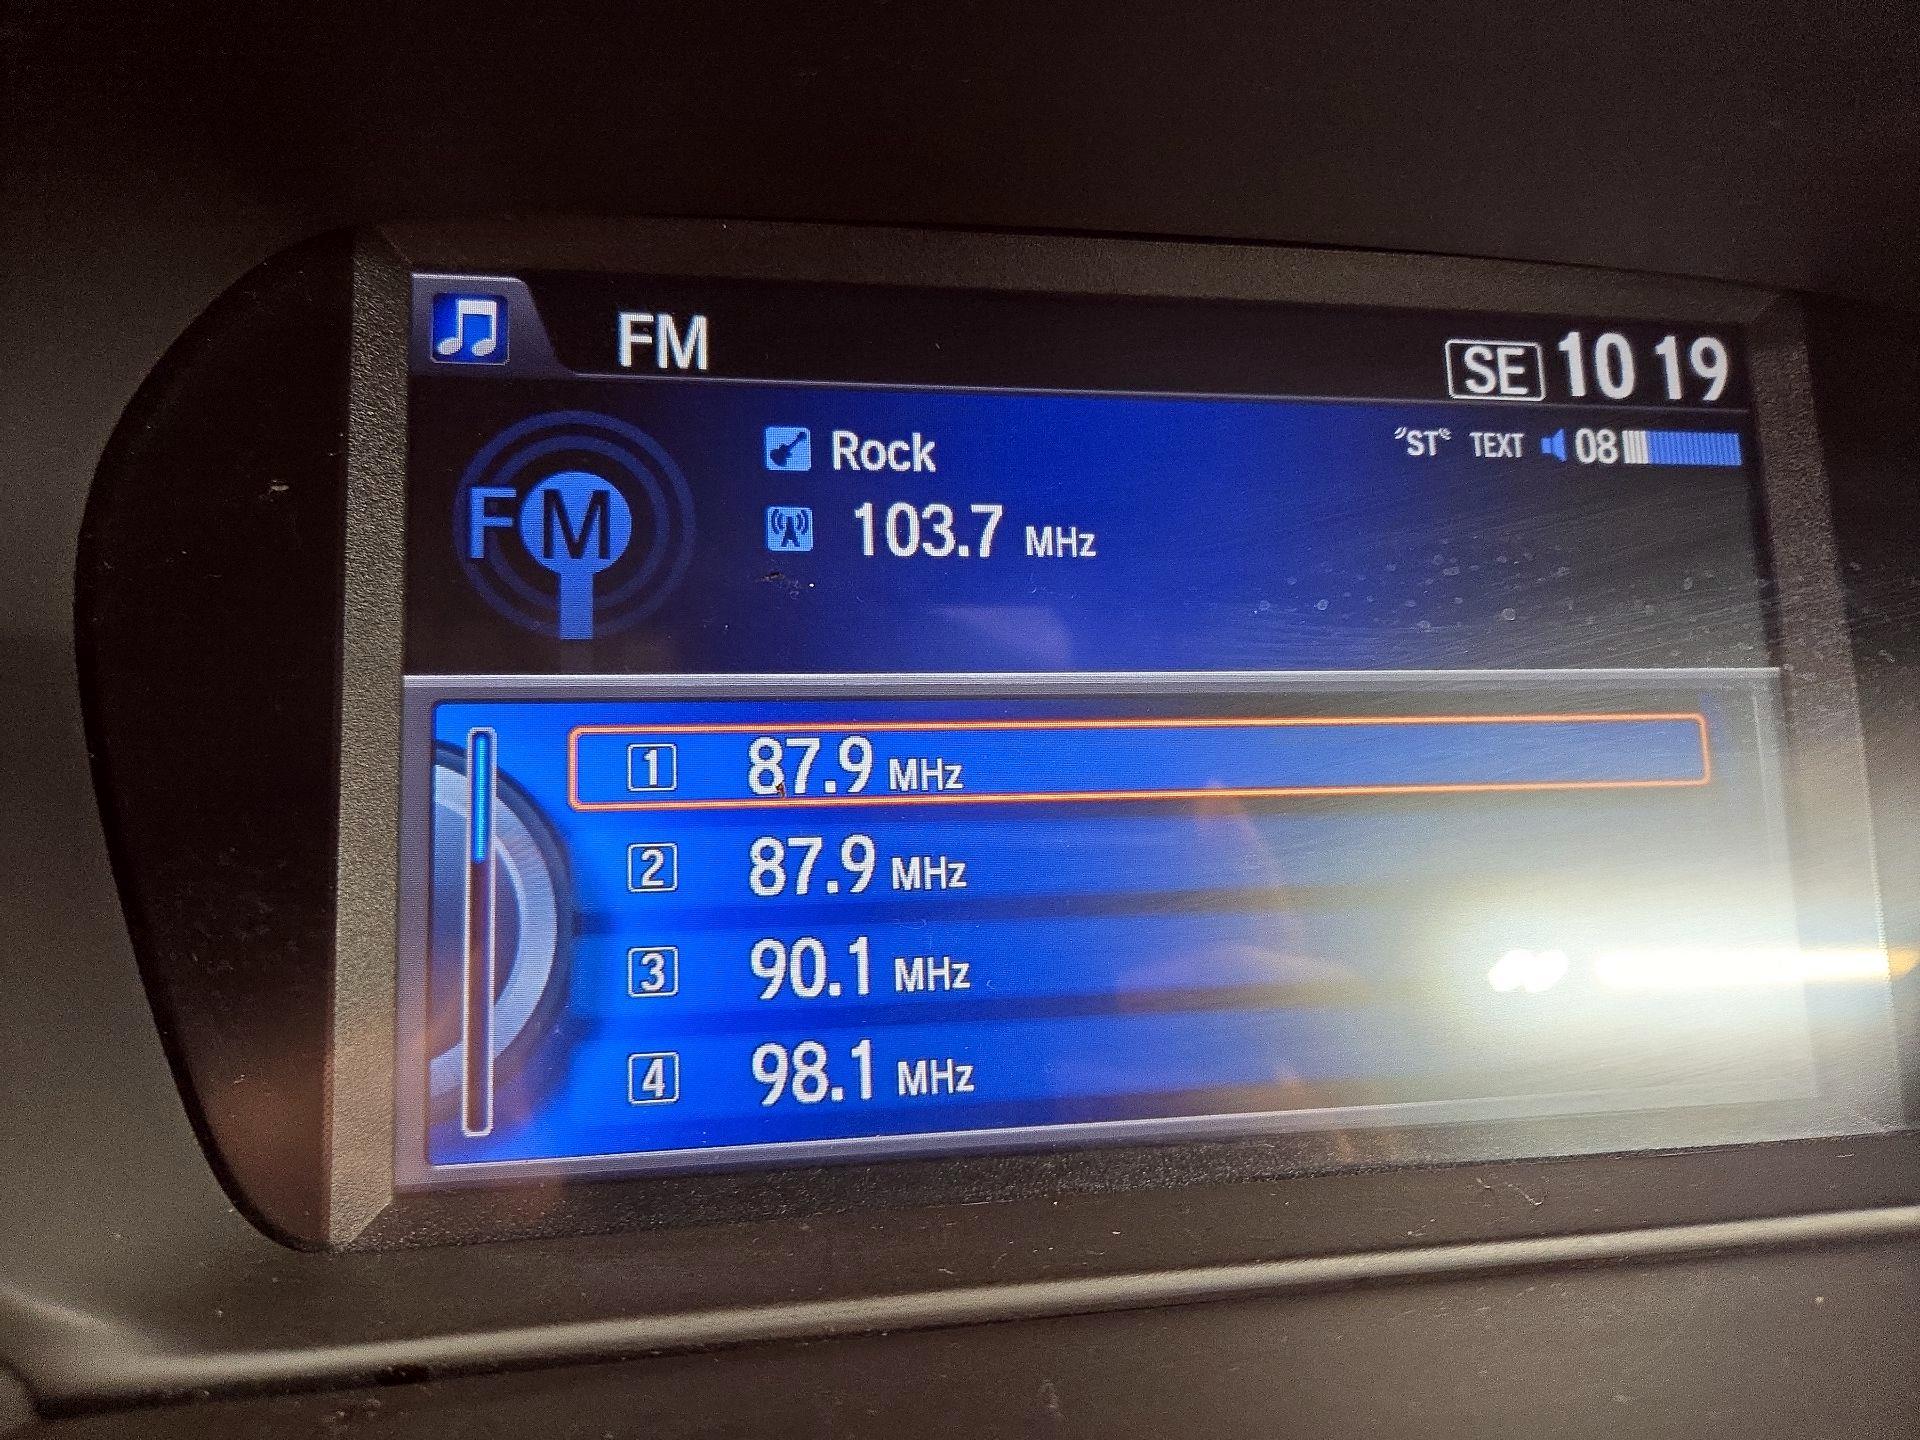 FM
SE 10 19
FM
Rock
"ST" TEXT 08
103.7 MHz
1 87.9 MHz
2 87.9 MHz
3 90.1 MHz
4 98.1 MHz